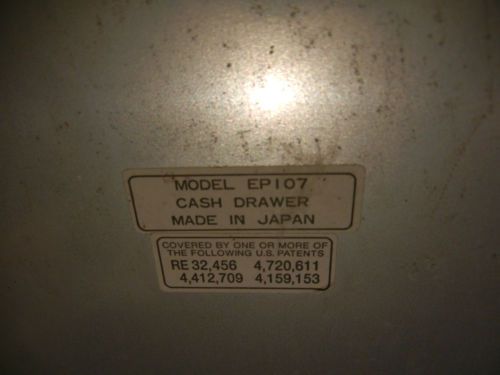 MODEL EP107
CASH DRAWER
MADE IN JAPAN
COVERED BY ONE OR MORE OF
THE FOLLOWING U.S. PATENTS
RE 32,456 4,720,611
4,412,709 4,159,153